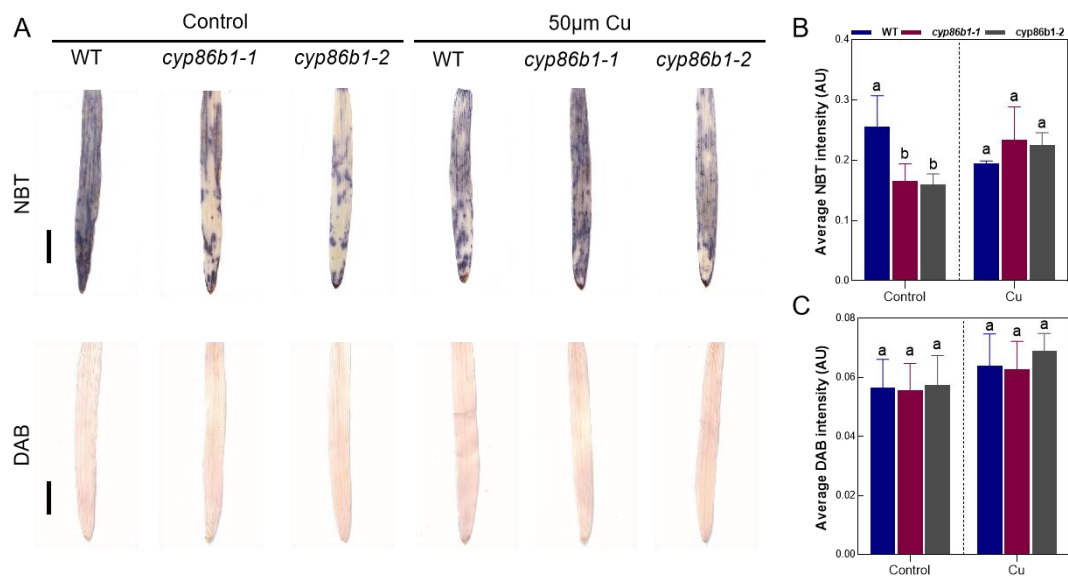 A
Control
50μm Cu
WT
cyp86b1-1
cyp86b1-2
WT
cyp86b1-1
cyp86b1-2
NBT
DAB
B
WT cyp86b1-1 cyp86b1-2
Average NBT intensity (AU)
0.4
0.3
0.2
0.1
0.0
a
b
b
a
a
a
Control
Cu
C
Average DAB intensity (AU)
0.08
0.06
0.04
0.02
0.00
a
a
a
a
a
a
Control
Cu